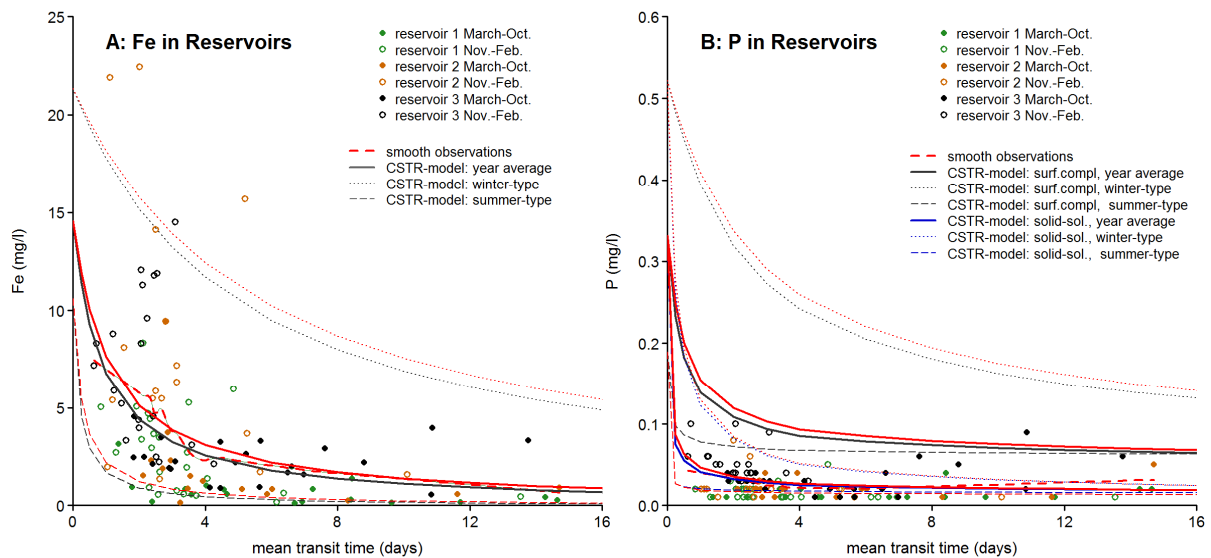 A: Fe in Reservoirs
reservoir 1 March-Oct.
reservoir 1 Nov.-Feb.
reservoir 2 March-Oct.
reservoir 2 Nov.-Feb.
reservoir 3 March-Oct.
reservoir 3 Nov.-Feb.
smooth observations
CSTR-model: year average
CSTR-model: winter-type
CSTR-model: summer-type
Fe (mg/l)
25
20
15
10
5
0
0 4 8 12 16
mean transit time (days)
B: P in Reservoirs
reservoir 1 March-Oct.
reservoir 1 Nov.-Feb.
reservoir 2 March-Oct.
reservoir 2 Nov.-Feb.
reservoir 3 March-Oct.
reservoir 3 Nov.-Feb.
smooth observations
CSTR-model: surf.compl, year average
CSTR-model: surf.compl, winter-type
CSTR-model: surf.compl, summer-type
CSTR-model: solid-sol., year average
CSTR-model: solid-sol., winter-type
CSTR-model: solid-sol., summer-type
P (mg/l)
0.6
0.5
0.4
0.3
0.2
0.1
0.0
0 4 8 12 16
mean transit time (days)